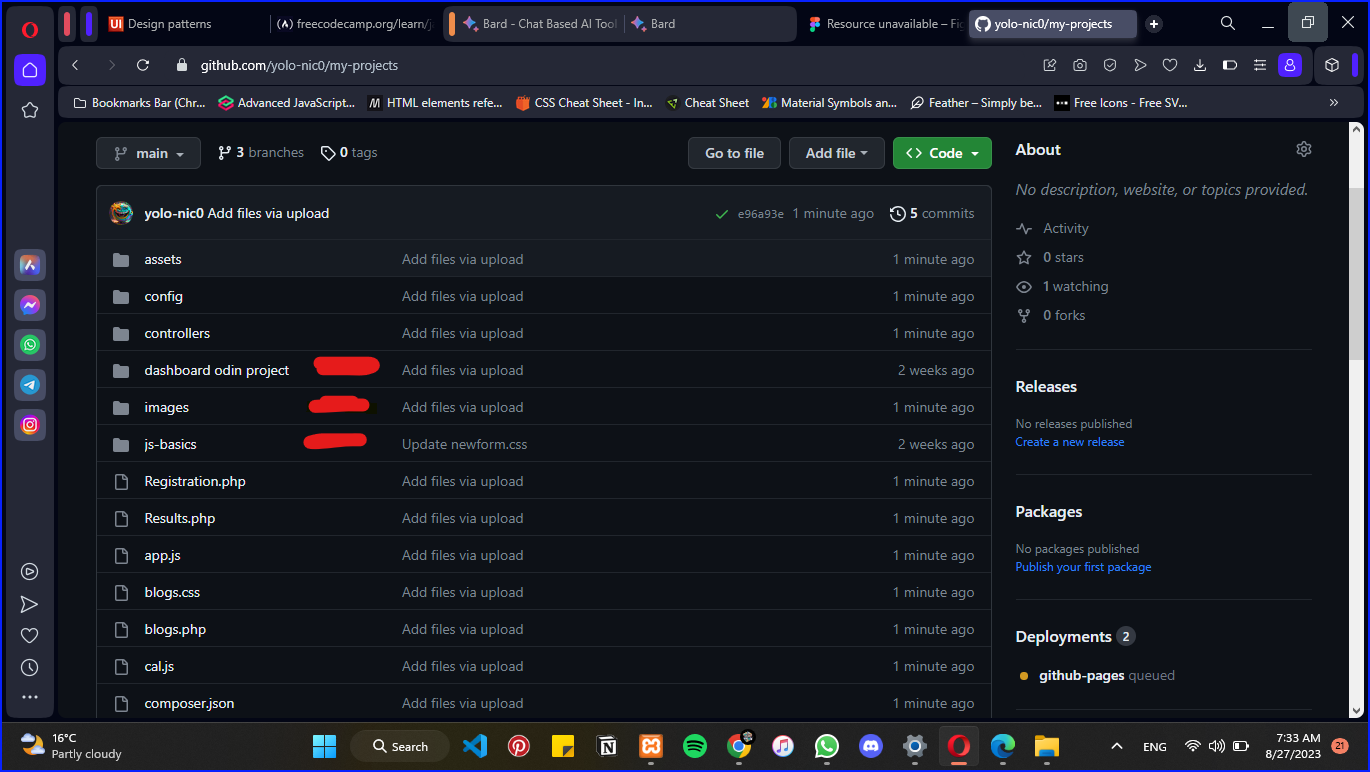 Design patterns
(A) freecodecamp.org/learn/j
Bard - Chat Based AI Tool
Bard
Resource unavailable – Fig
yolo-nic0/my-projects
github.com/yolo-nic0/my-projects
Bookmarks Bar (Chr...
Advanced JavaScript...
HTML elements refe...
CSS Cheat Sheet - In...
Cheat Sheet
Material Symbols an...
Feather – Simply be...
Free Icons - Free SV...
main
3 branches
0 tags
Go to file
Add file
Code
yolo-nic0 Add files via upload
e96a93e 1 minute ago
5 commits
assets Add files via upload 1 minute ago
config Add files via upload 1 minute ago
controllers Add files via upload 1 minute ago
dashboard odin project Add files via upload 2 weeks ago
images Add files via upload 1 minute ago
js-basics Update newform.css 2 weeks ago
Registration.php Add files via upload 1 minute ago
Results.php Add files via upload 1 minute ago
app.js Add files via upload 1 minute ago
blogs.css Add files via upload 1 minute ago
blogs.php Add files via upload 1 minute ago
cal.js Add files via upload 1 minute ago
composer.json Add files via upload 1 minute ago
About
No description, website, or topics provided.
Activity
0 stars
1 watching
0 forks
Releases
No releases published
Create a new release
Packages
No packages published
Publish your first package
Deployments 2
github-pages queued
16°C
Partly cloudy
Search
ENG
7:33 AM
8/27/2023
21